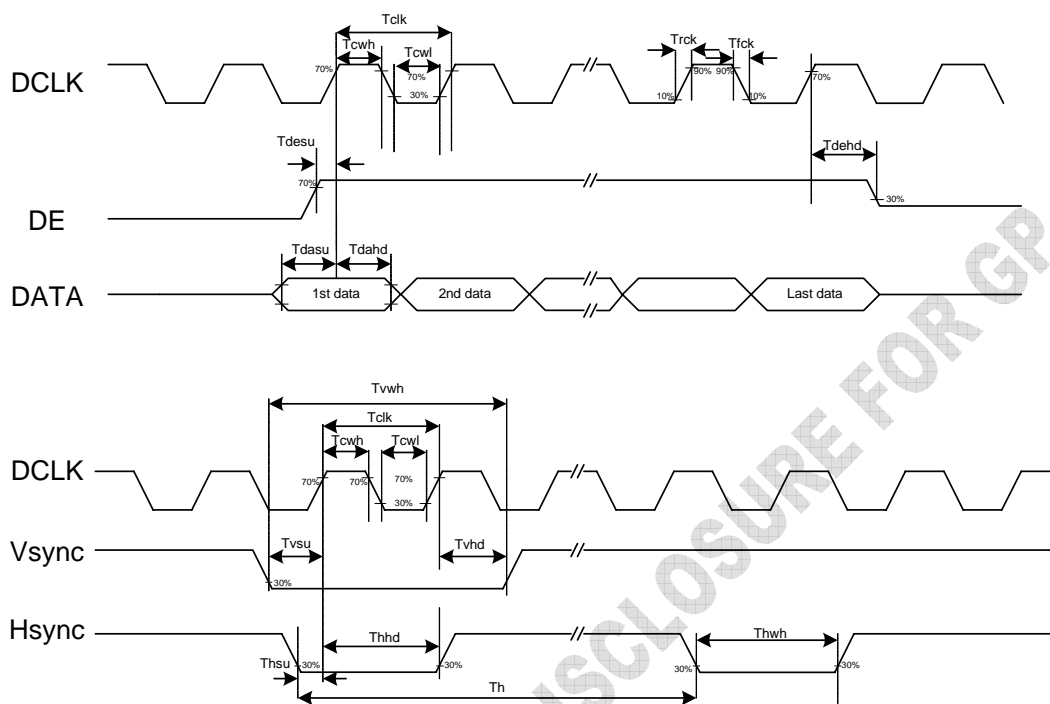 Tclk
Tcwh Tcwl Trck Tfck
DCLK 70% 70% 30% 90% 90% 10% 10% 70%
Tdesu Tdehd
70% 30%
DE
Tdasu Tdahd
DATA 1st data 2nd data Last data
Tvwh
Tclk
Tcwh Tcwl
DCLK 70% 70% 70% 30%
Tvsu Tvhd
Vsync 30%
Hsync
Thhd Thwh
Thsu 30% 30% 30% 30%
Th
ISCLOSURE FOR GP